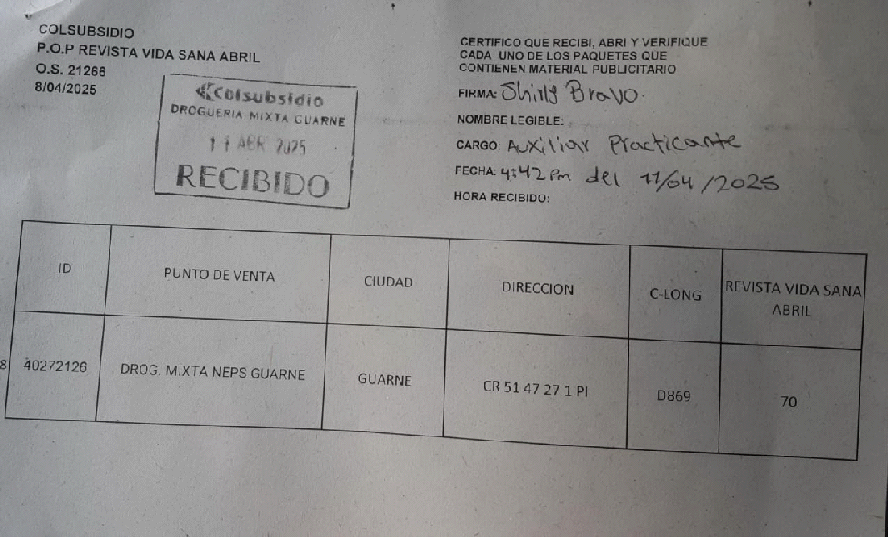 COLSUBSIDIO
P.O.P REVISTA VIDA SANA ABRIL
O.S. 21268
8/04/2025
Colsubsidio
DROGUERIA MIXTA GUARNE
11 ABR 2025
RECIBIDO
CERTIFICO QUE RECIBI, ABRI Y VERIFIQUE
CADA UNO DE LOS PAQUETES QUE
CONTIENEN MATERIAL PUBLICITARIO
FIRMA: Shirly Bravo.
NOMBRE LEGIBLE:
CARGO: Auxiliar Practicante
FECHA: 4:42 Pm del 11/04/2025
HORA RECIBIDO:
ID PUNTO DE VENTA CIUDAD DIRECCION C-LONG REVISTA VIDA SANA ABRIL
8 40272126 DROG. MIXTA NEPS GUARNE GUARNE CR 51 47 27 1 PI D869 70